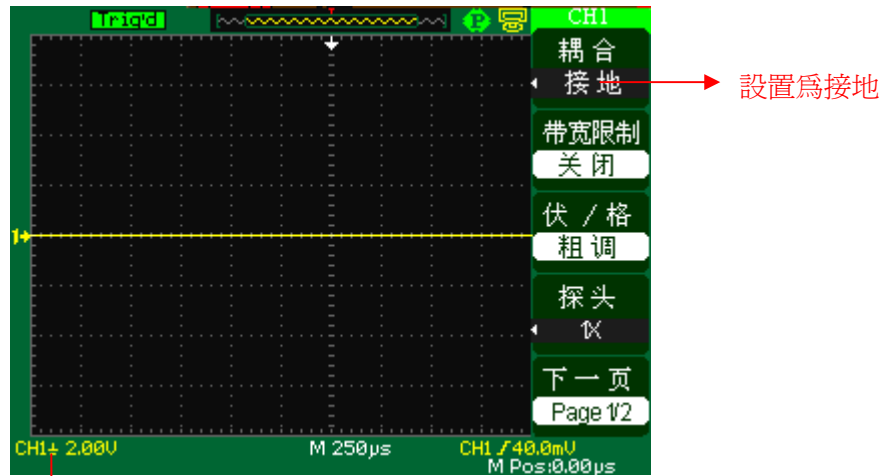 Trig'd
P
CH1
耦合
接地
設置爲接地
带宽限制
关闭
伏/格
粗调
探头
1X
下一页
Page 1/2
1
CH1 2.00V
M 250μs
CH1 40.0mV
M Pos:0.00μs